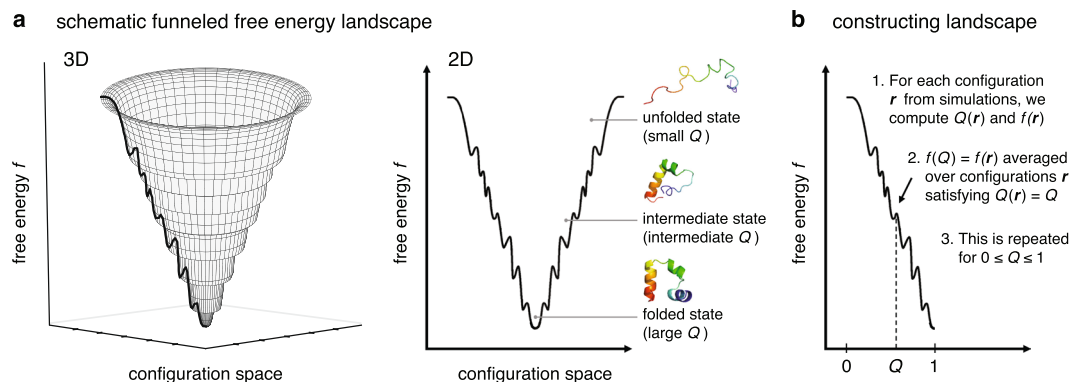 a schematic funneled free energy landscape
3D
free energy f
configuration space
2D
free energy f
configuration space
unfolded state
(small Q )
intermediate state
(intermediate Q )
folded state
(large Q )
b constructing landscape
free energy f
1. For each configuration
r from simulations, we
compute Q(r) and f(r)
2. f(Q) = f(r) averaged
over configurations r
satisfying Q(r) = Q
3. This is repeated
for 0 ≤ Q ≤ 1
0 Q 1